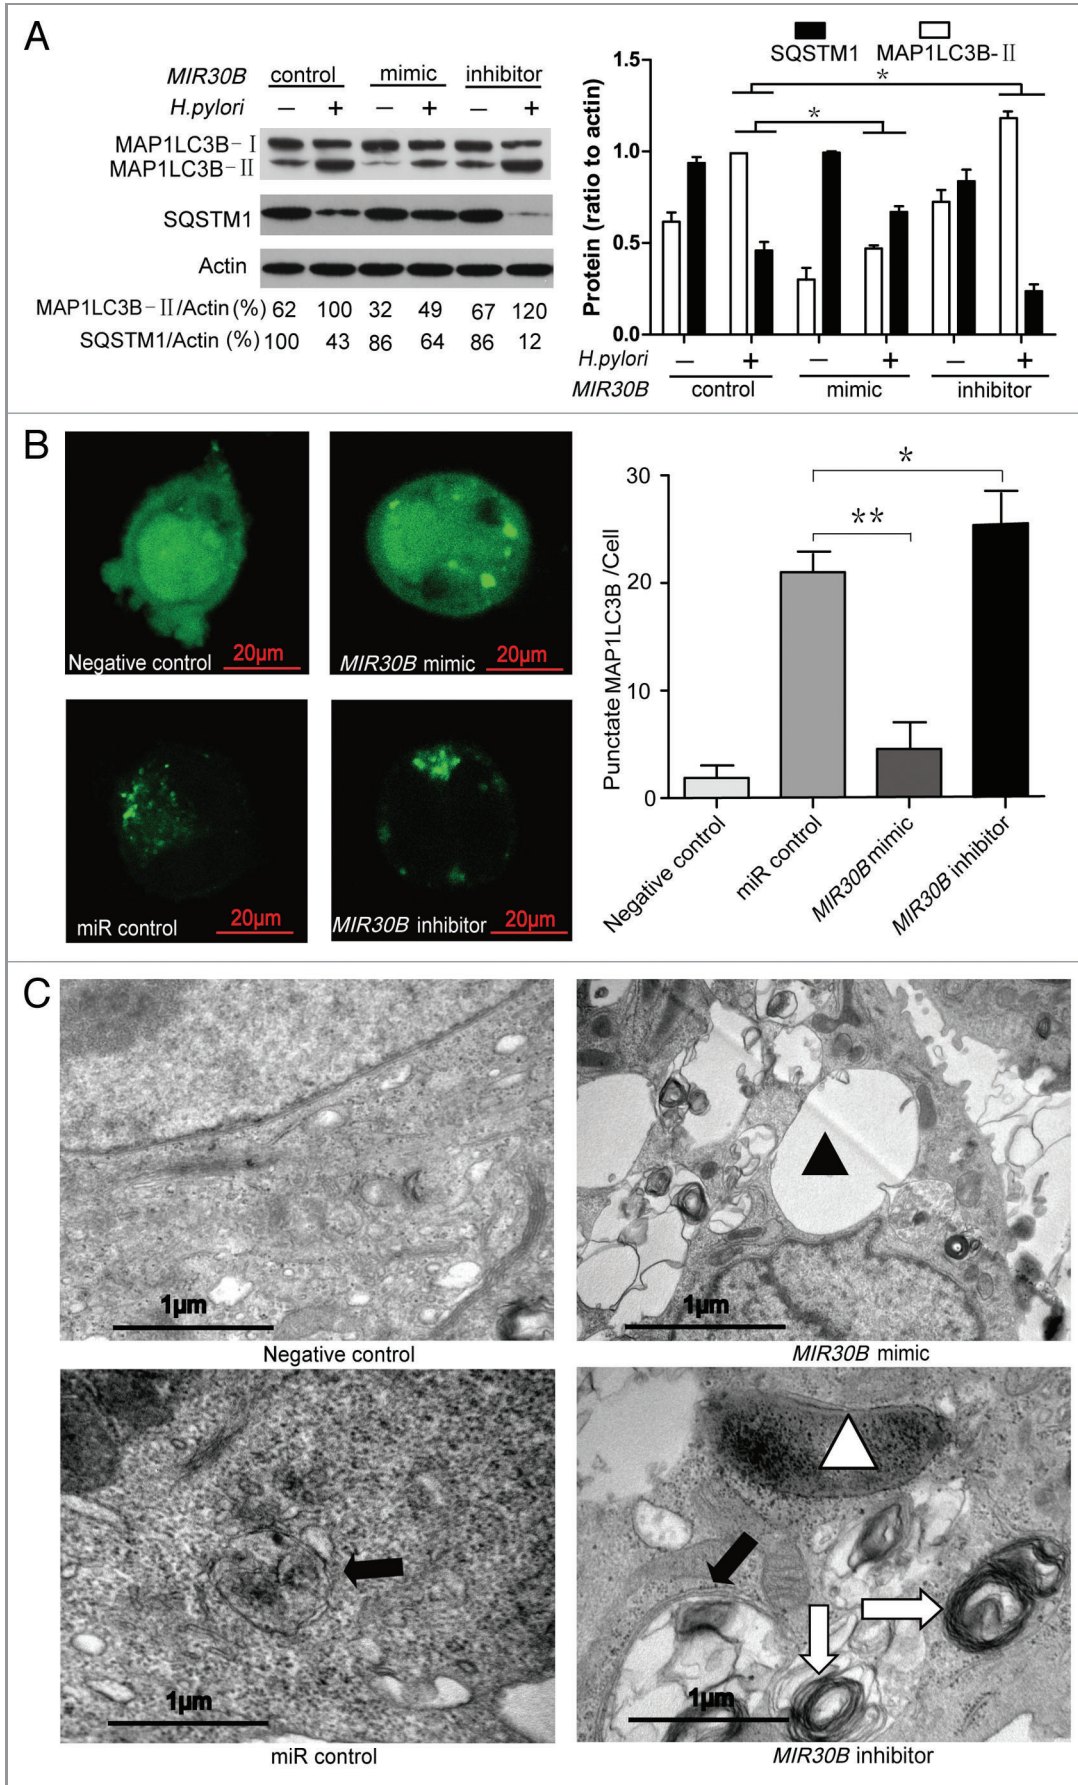 A
MIR30B control mimic inhibitor
H.pylori — + — + — +
MAP1LC3B-I
MAP1LC3B-II
SQSTM1
Actin
MAP1LC3B-II/Actin (%) 62 100 32 49 67 120
SQSTM1/Actin (%) 100 43 86 64 86 12
SQSTM1 MAP1LC3B-II
Protein (ratio to actin)
1.5
1.0
0.5
0.0
*
*
H.pylori — + — + — +
MIR30B control mimic inhibitor
B
Negative control 20µm
MIR30B mimic 20µm
miR control 20µm
MIR30B inhibitor 20µm
Punctate MAP1LC3B /Cell
30
20
10
0
*
**
Negative control
miR control
MIR30B mimic
MIR30B inhibitor
C
1µm
Negative control
1µm
MIR30B mimic
1µm
miR control
1µm
MIR30B inhibitor